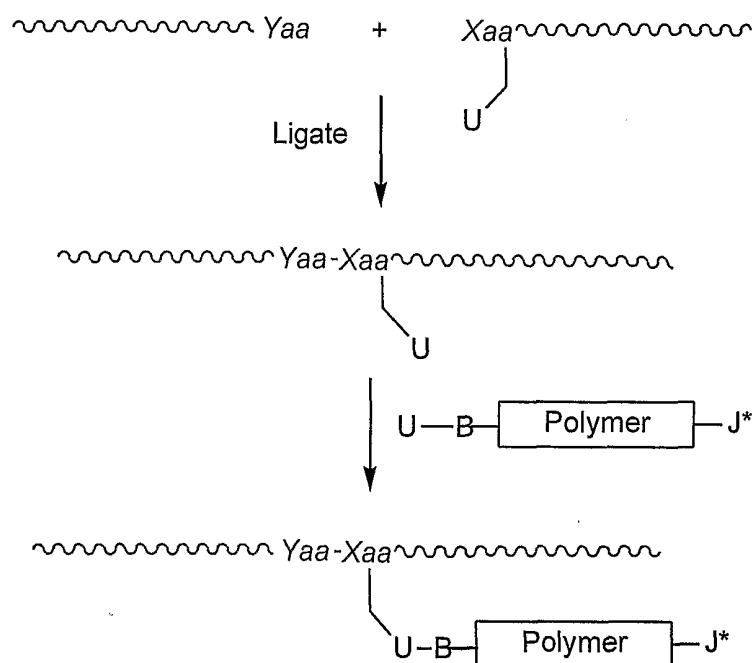 Yaa + Xaa
U
Ligate
Yaa-Xaa
U
U—B—Polymer—J*
Yaa-Xaa
U—B—Polymer—J*